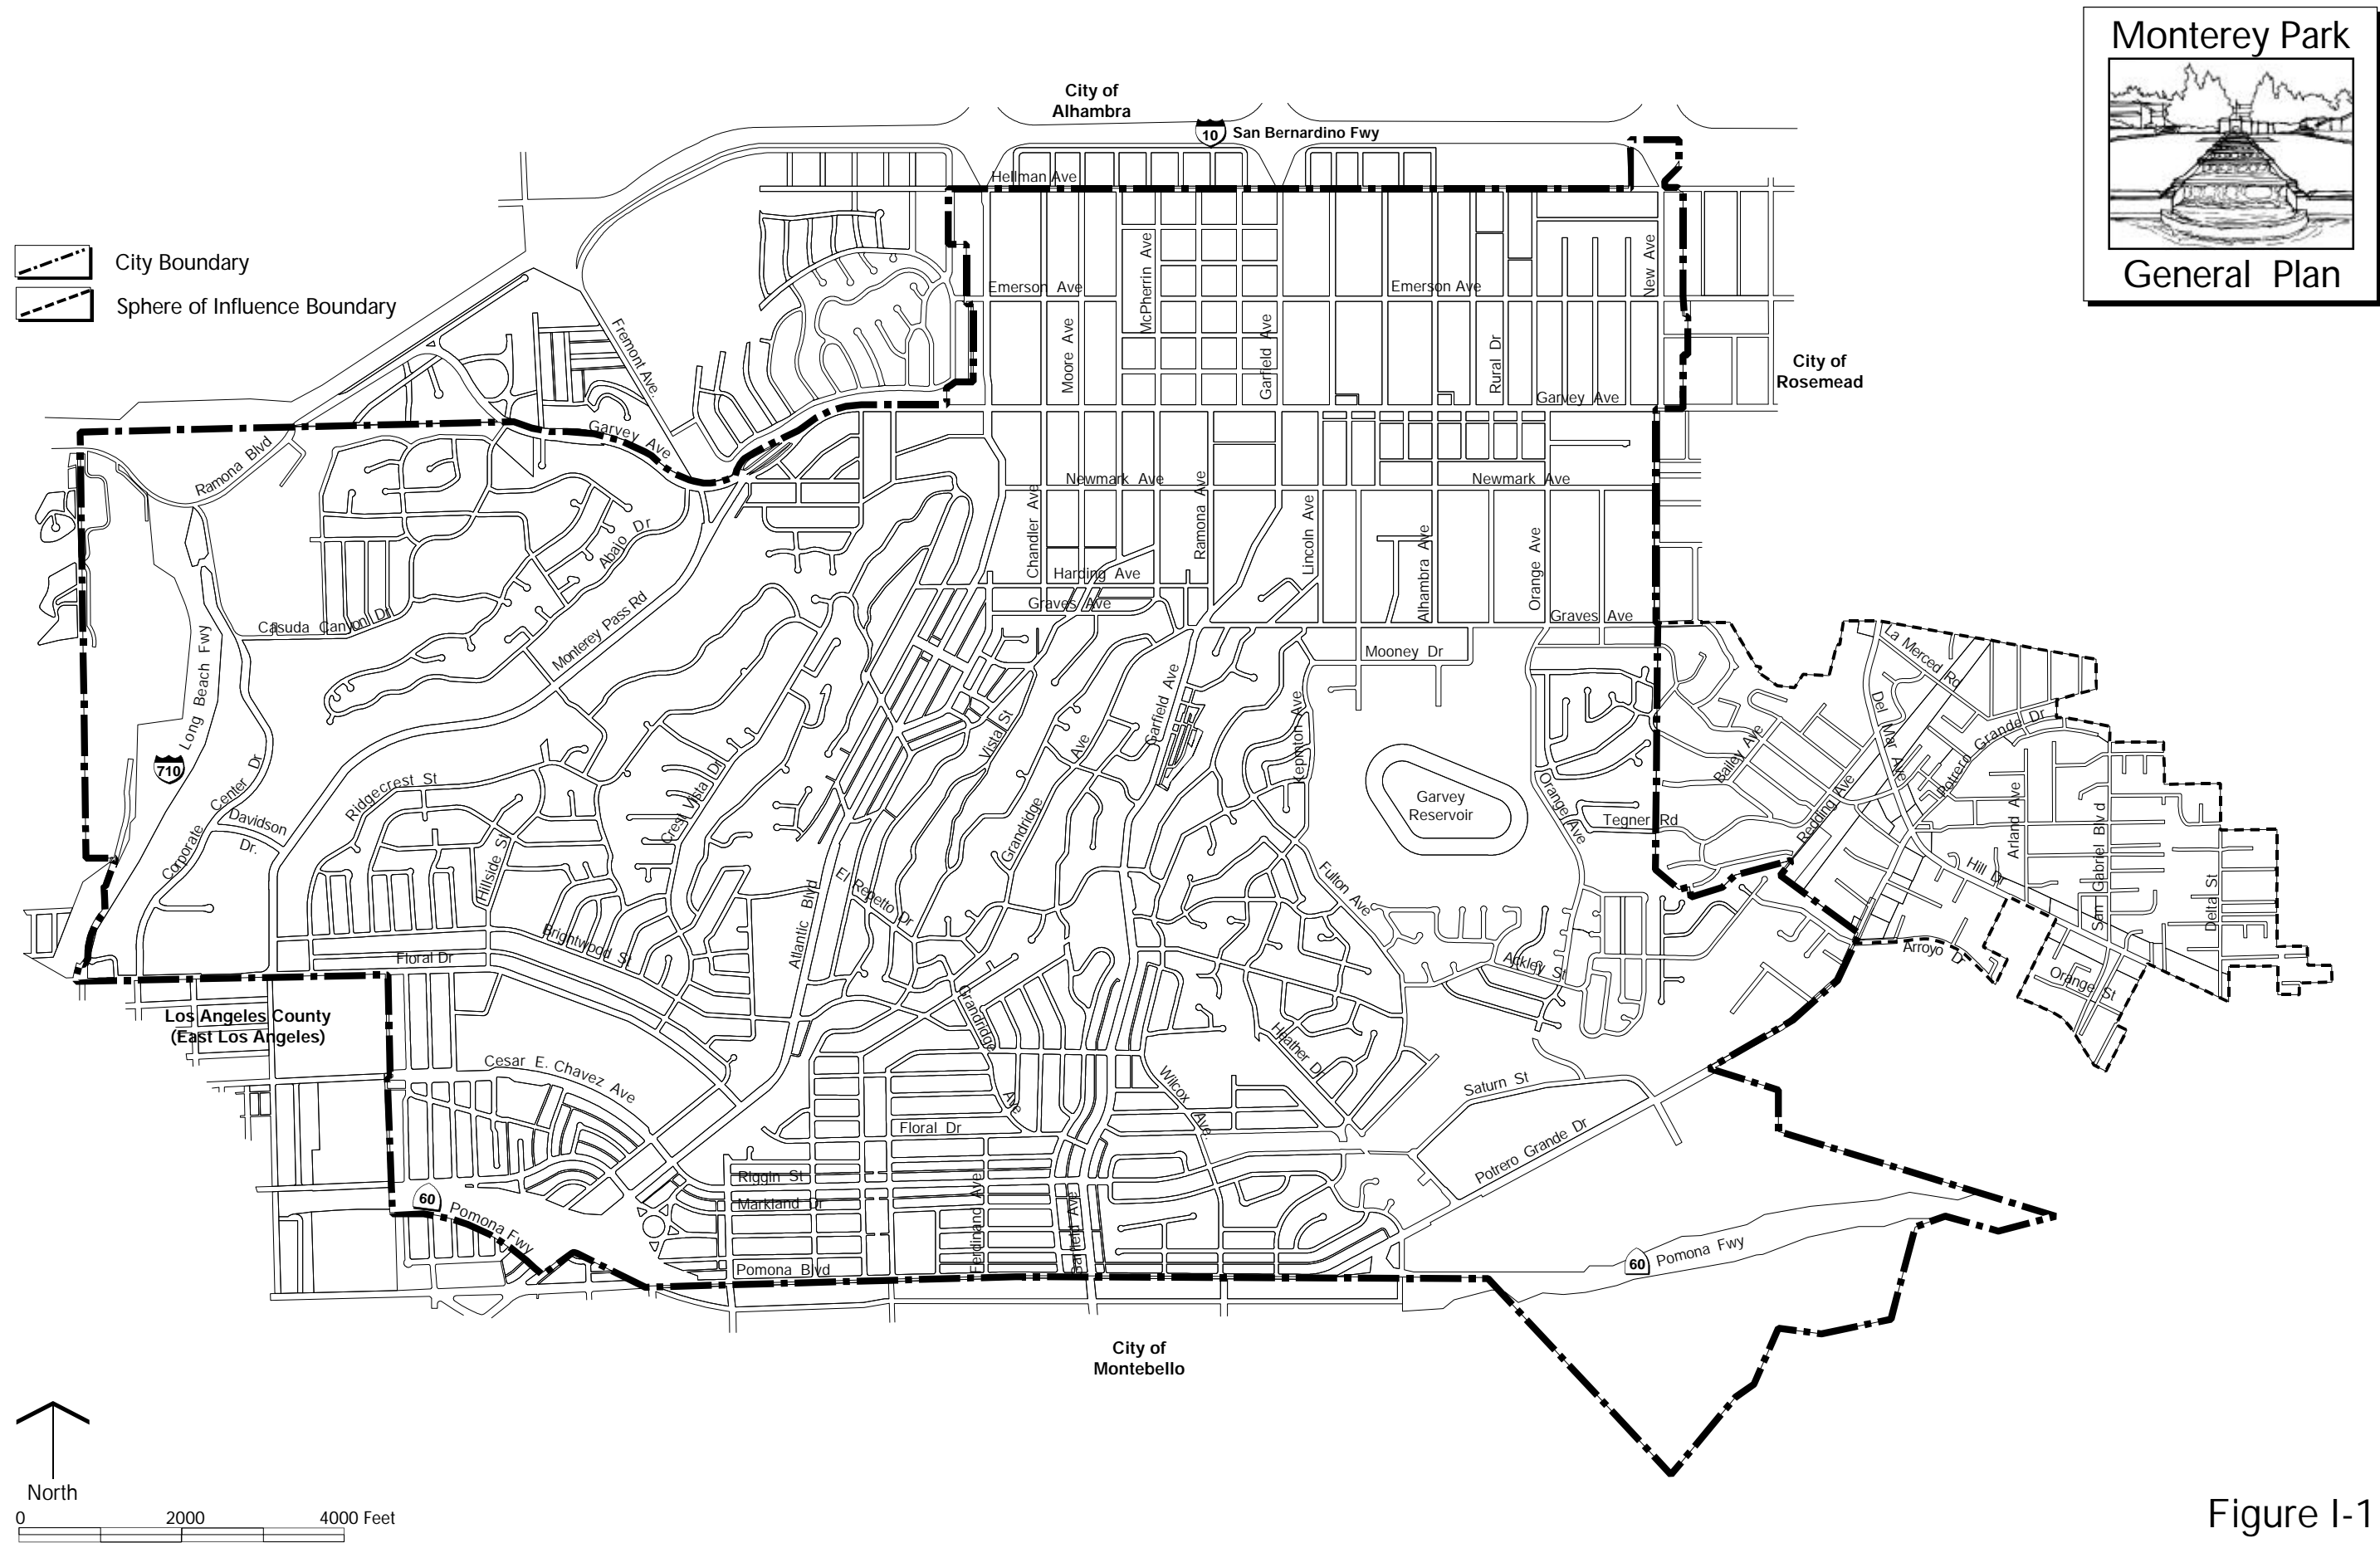 Monterey Park
General Plan
City of
Alhambra
10
San Bernardino Fwy
Hellman Ave
City Boundary
Sphere of Influence Boundary
Emerson Ave
Emerson Ave
McPherrin Ave
New Ave
Fremont Ave.
Moore Ave
Garfield Ave
Rural Dr
City of
Rosemead
Garvey Ave
Garvey Ave
Ramona Blvd
Newmark Ave
Newmark Ave
Chandler Ave
Ramona Ave
Lincoln Ave
Alhambra Ave
Orange Ave
Abajo Dr
Harding Ave
Graves Ave
Graves Ave
Casuda Canyon Dr
Monterey Pass Rd
Mooney Dr
La Merced Rd
Long Beach Fwy
710
Garfield Ave
Vista St
Kepmton Ave
Del Mar Ave
Potrero Grande Dr
Bailey Ave
Ridgecrest St
Crest Vista Dr
Corporate Center Dr
Davidson
Dr.
Grandridge Ave
Garvey
Reservoir
Orange Ave
Tegner Rd
Redding Ave
Arland Ave
San Gabriel Blv d
Hillside St
El Repetto Dr
Fulton Ave
Hill Dr
Delta St
Atlantic Blvd
Brightwood St
Floral Dr
Ackley St
Arroyo Dr
Orange St
Los Angeles County
(East Los Angeles)
Grandridge Ave
Heather Dr
Cesar E. Chavez Ave
Wilcox Ave.
Saturn St
Floral Dr
Potrero Grande Dr
Riggin St
Markland Dr
Ferdinand Ave
Garfield Ave
60
Pomona Fwy
60
Pomona Fwy
Pomona Blvd
City of
Montebello
North
0 2000 4000 Feet
Figure I-1